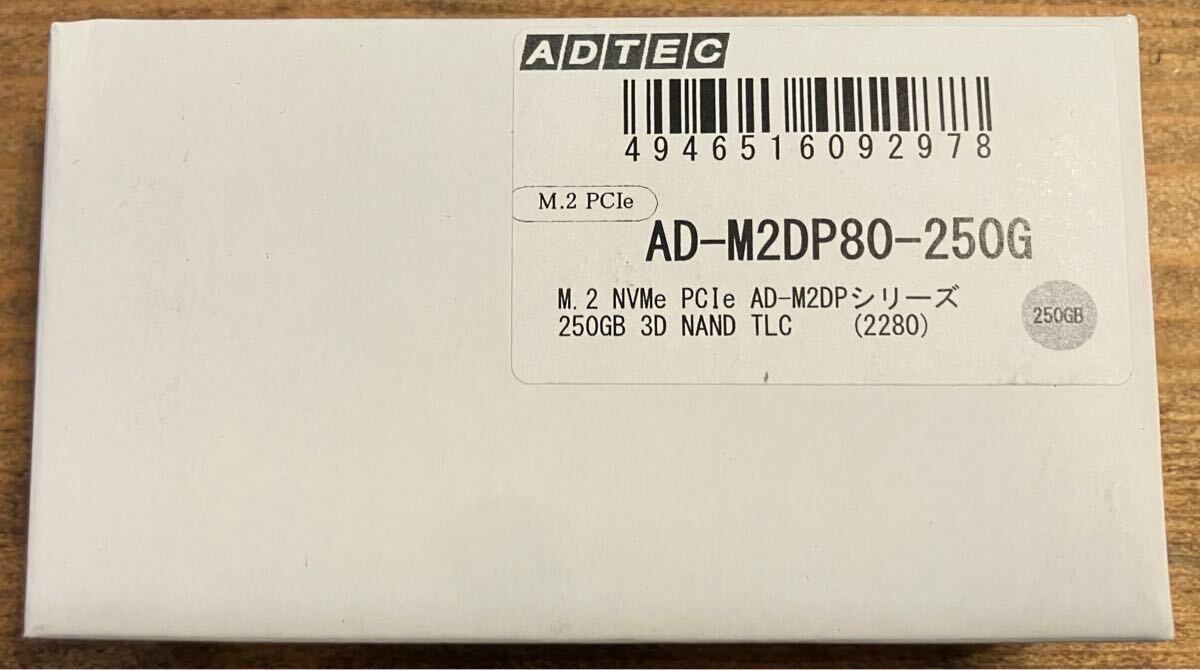 ADTEC
4946516092978
M.2 PCIe
AD-M2DP80-250G
M.2 NVMe PCIe AD-M2DPシリーズ
250GB 3D NAND TLC (2280)
250GB